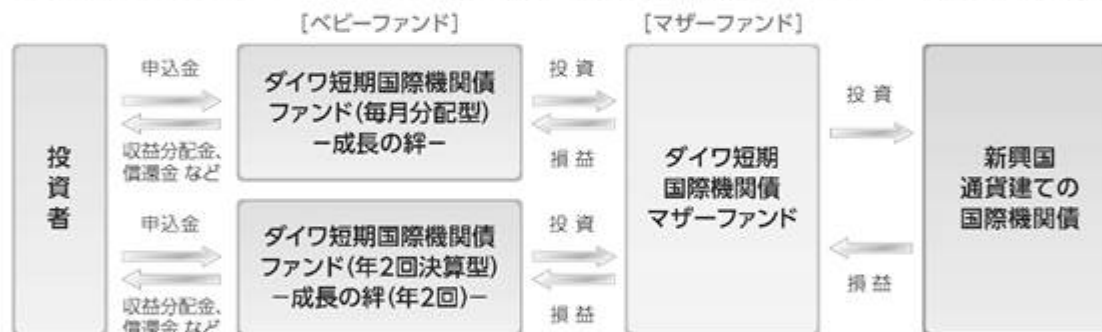 [ベビーファンド]
[マザーファンド]
投資者
申込金
収益分配金、
償還金 など
ダイワ短期国際機関債
ファンド(毎月分配型)
－成長の絆－
投 資
損 益
申込金
収益分配金、
償還金 など
ダイワ短期国際機関債
ファンド(年2回決算型)
－成長の絆(年2回)－
投 資
損 益
ダイワ短期
国際機関債
マザーファンド
投 資
損 益
新興国
通貨建ての
国際機関債